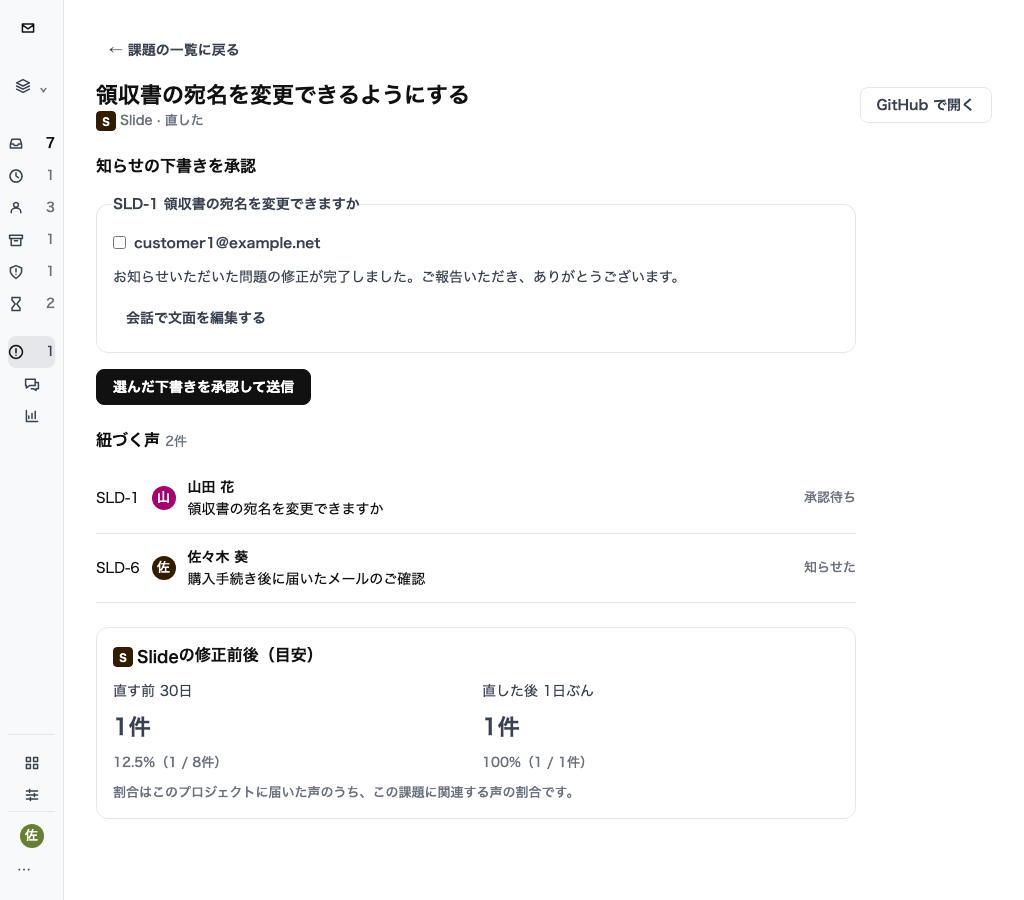 ← 課題の一覧に戻る
領収書の宛名を変更できるようにする
GitHub で開く
S Slide · 直した
知らせの下書きを承認
SLD-1 領収書の宛名を変更できますか
customer1@example.net
お知らせいただいた問題の修正が完了しました。ご報告いただき、ありがとうございます。
会話で文面を編集する
選んだ下書きを承認して送信
紐づく声 2件
SLD-1 山 山田 花
領収書の宛名を変更できますか
承認待ち
SLD-6 佐 佐々木 葵
購入手続き後に届いたメールのご確認
知らせた
S Slideの修正前後（目安）
直す前 30日
1件
12.5%（1 / 8件）
直した後 1日ぶん
1件
100%（1 / 1件）
割合はこのプロジェクトに届いた声のうち、この課題に関連する声の割合です。
7
1
3
1
1
2
1
佐
…